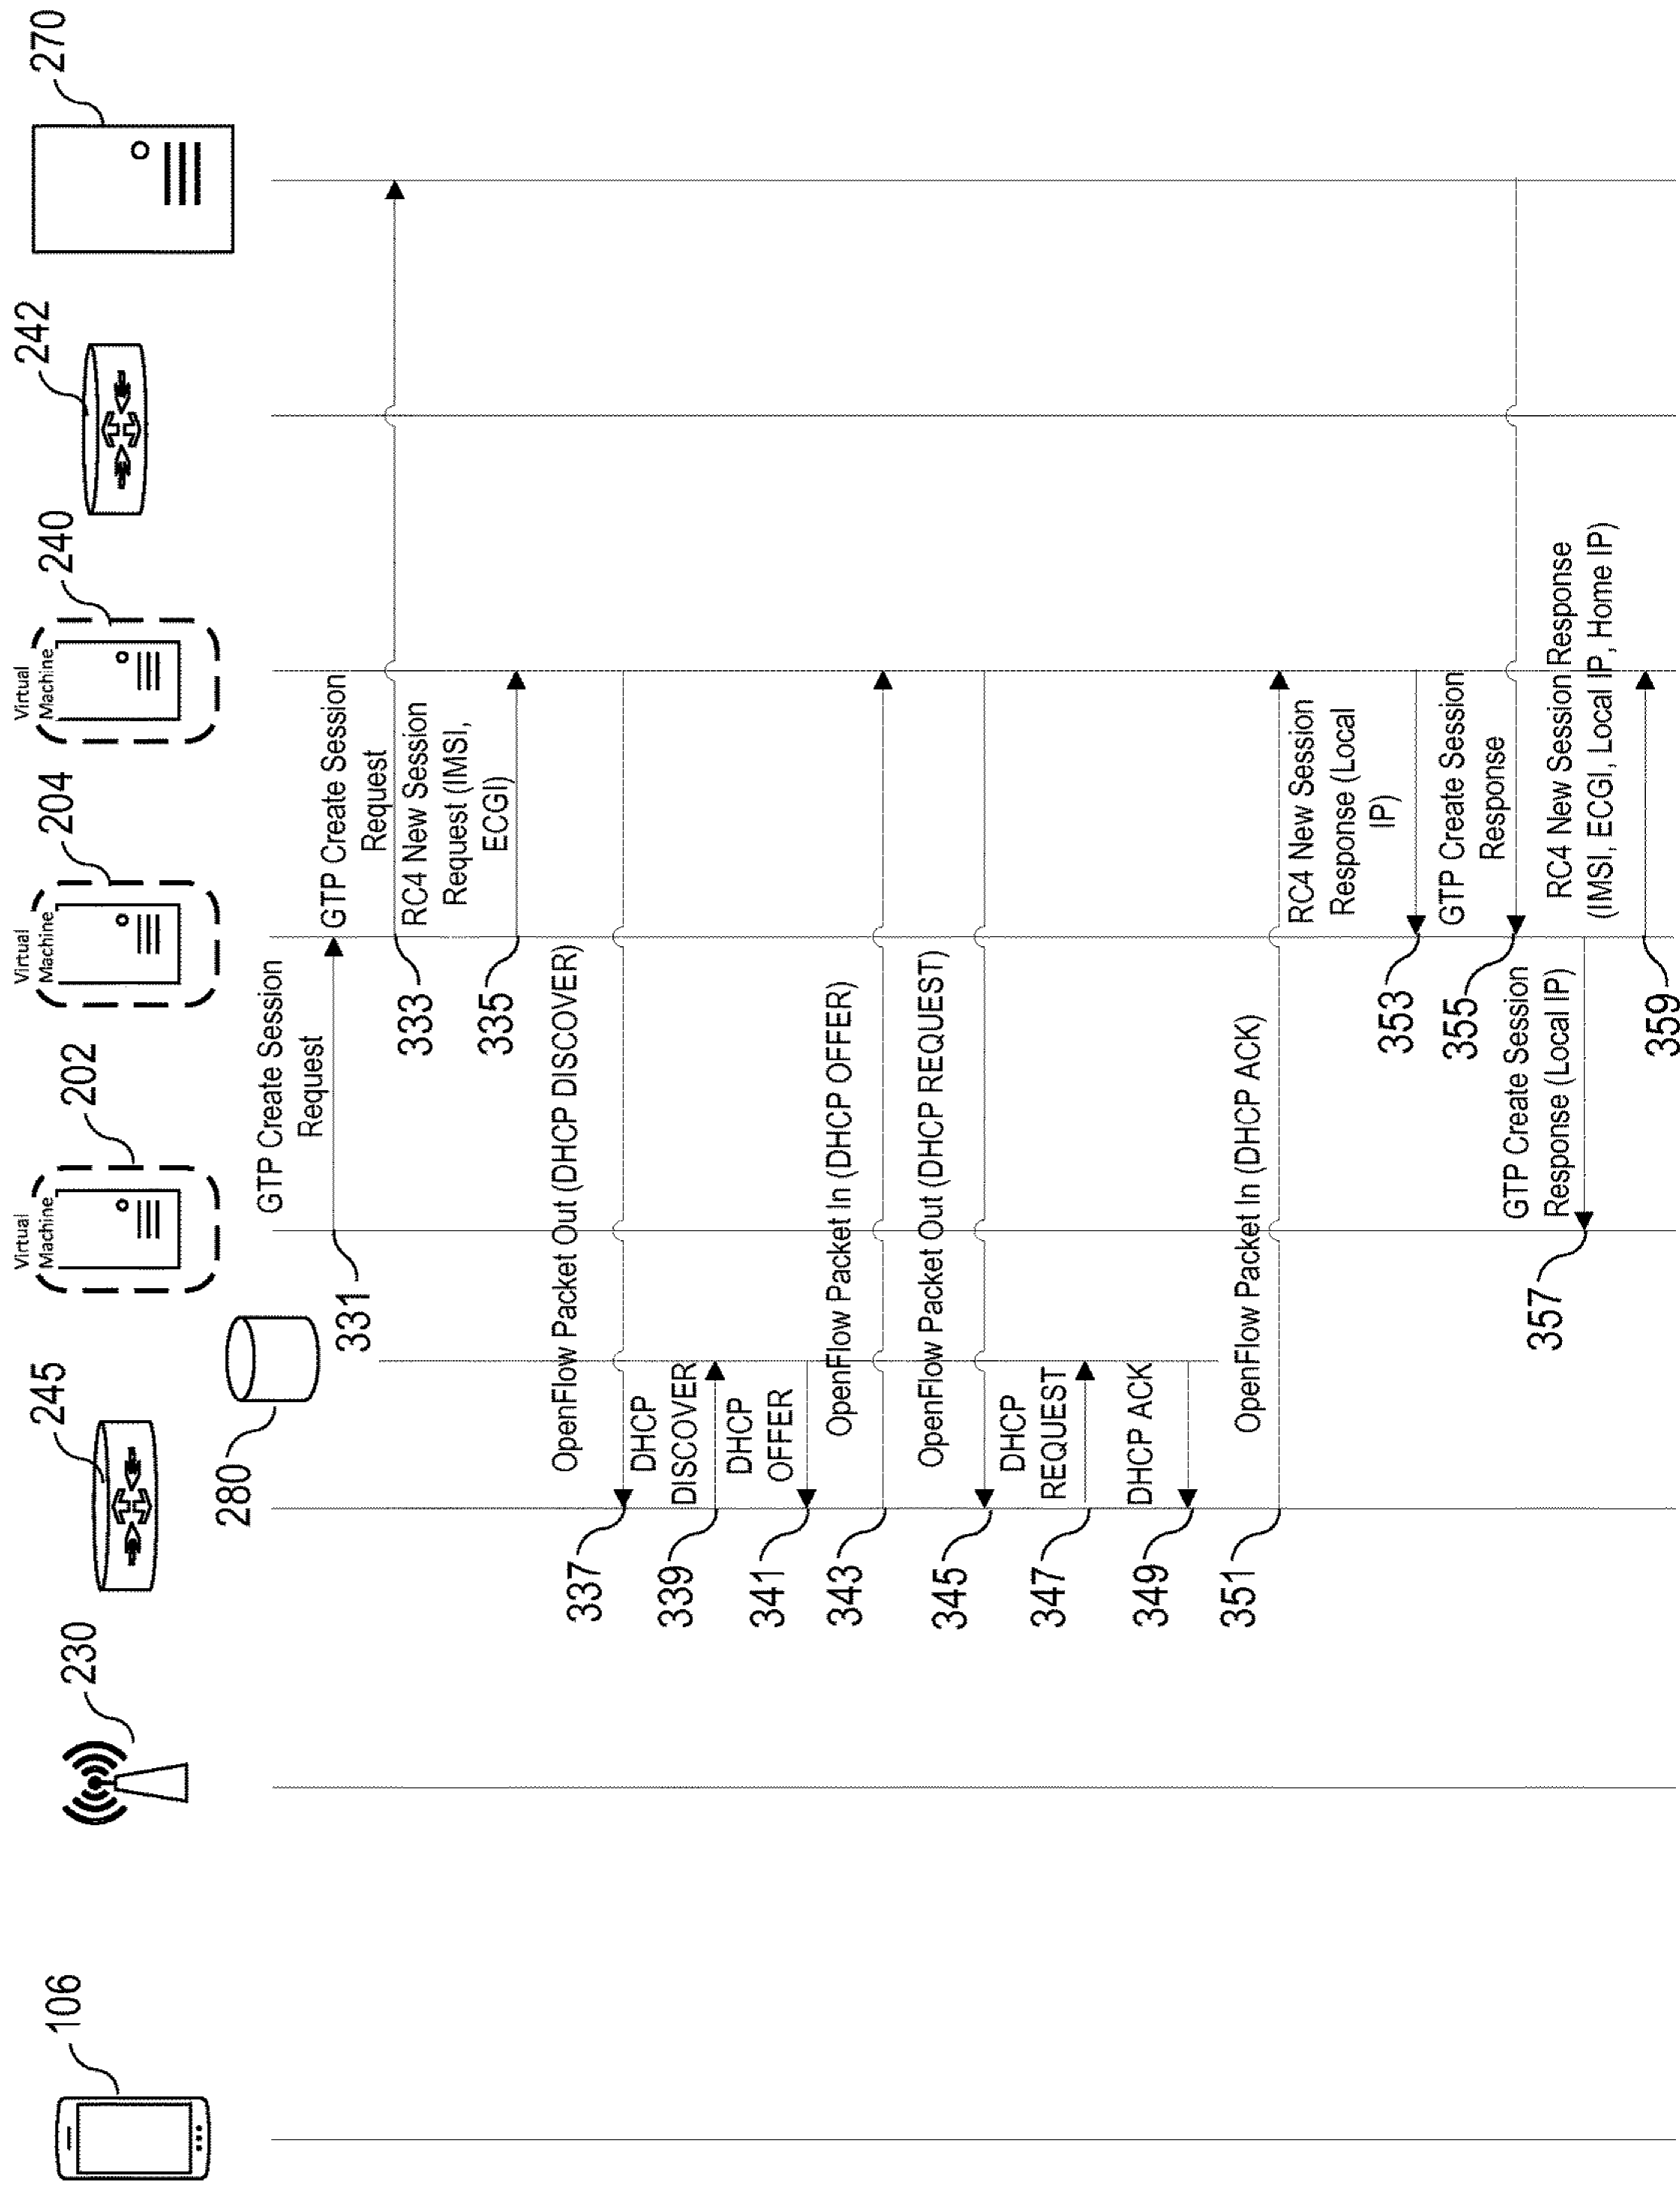 106
230
245
280
202
204
240
242
270
Virtual
Machine
Virtual
Machine
Virtual
Machine
GTP Create Session
Request
331
GTP Create Session
Request
333
RC4 New Session
Request (IMSI,
ECGI)
335
OpenFlow Packet Out (DHCP DISCOVER)
337
DHCP
DISCOVER
339
DHCP
OFFER
341
OpenFlow Packet In (DHCP OFFER)
343
OpenFlow Packet Out (DHCP REQUEST)
345
DHCP
REQUEST
347
DHCP ACK
349
OpenFlow Packet In (DHCP ACK)
351
RC4 New Session
Response (Local
IP)
353
GTP Create Session
Response
355
GTP Create Session
Response (Local IP)
357
RC4 New Session Response
(IMSI, ECGI, Local IP, Home IP)
359